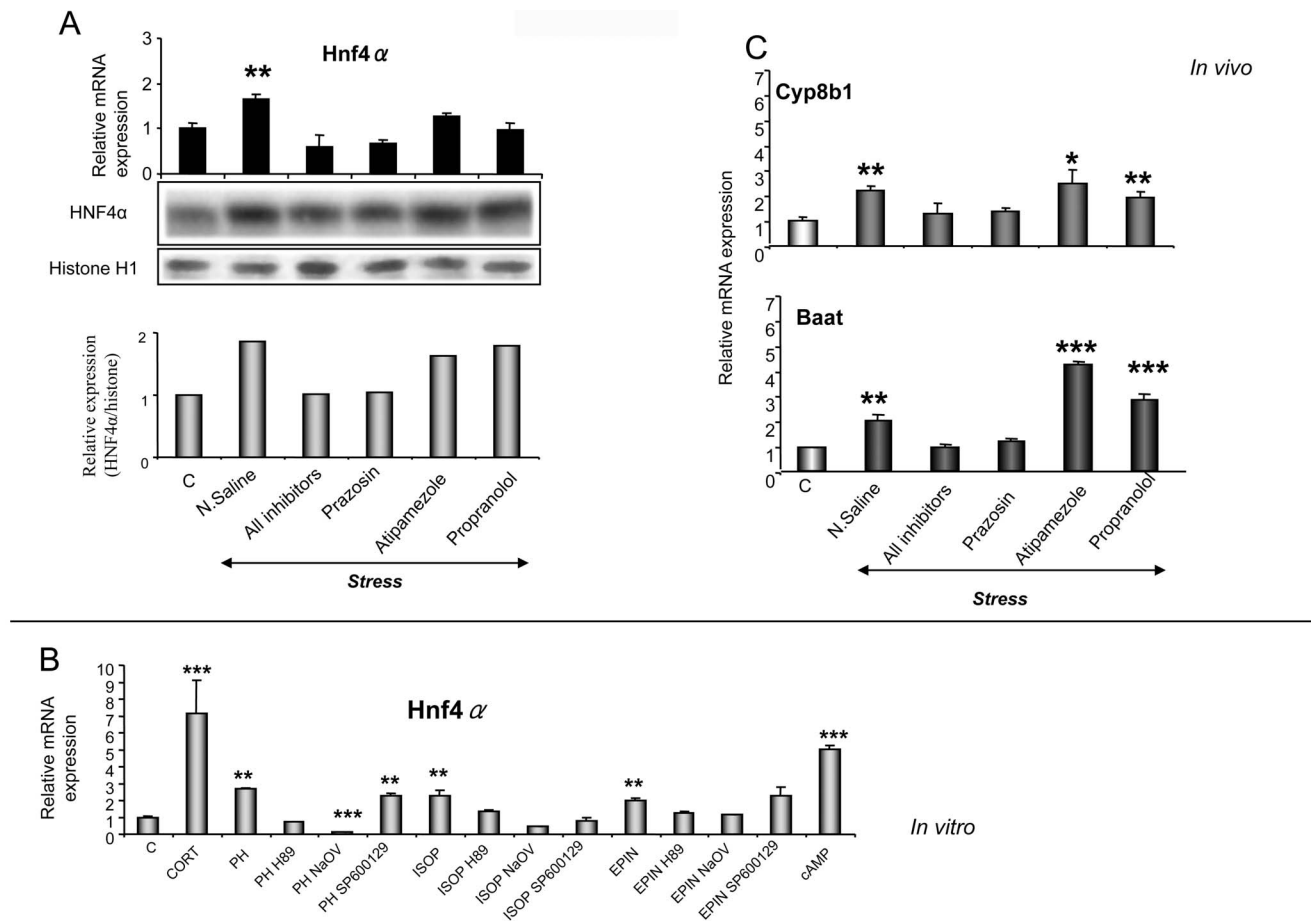 A
Hnf4 α
Relative mRNA
expression
3
2
1
0
**
HNF4α
Histone H1
Relative expression
(HNF4α/histone)
2
1
0
C
N.Saline
All inhibitors
Prazosin
Atipamezole
Propranolol
Stress
C
In vivo
Cyp8b1
Relative mRNA expression
7
6
5
4
3
2
1
0
**
*
**
Baat
7
6
5
4
3
2
1
0
**
***
***
C
N.Saline
All inhibitors
Prazosin
Atipamezole
Propranolol
Stress
B
Hnf4 α
Relative mRNA
expression
10
9
8
7
6
5
4
3
2
1
0
***
**
***
**
**
**
***
C
CORT
PH
PH H89
PH NaOV
PH SP600129
ISOP
ISOP H89
ISOP NaOV
ISOP SP600129
EPIN
EPIN H89
EPIN NaOV
EPIN SP600129
cAMP
In vitro